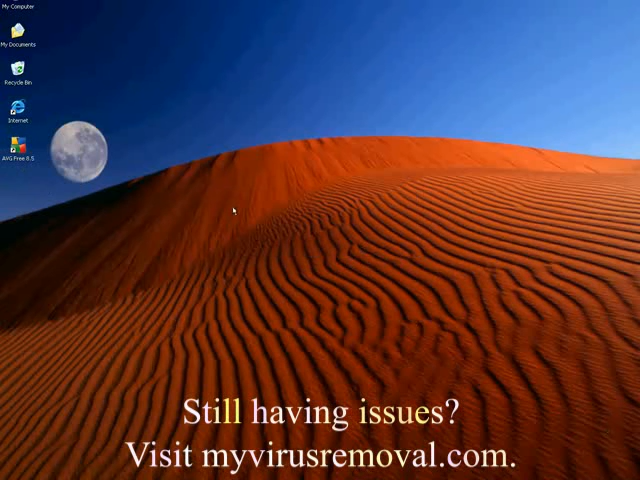 My Computer
My Documents
Recycle Bin
Internet
AVG Free 8.5
Still having issues?
Visit myvirusremoval.com.